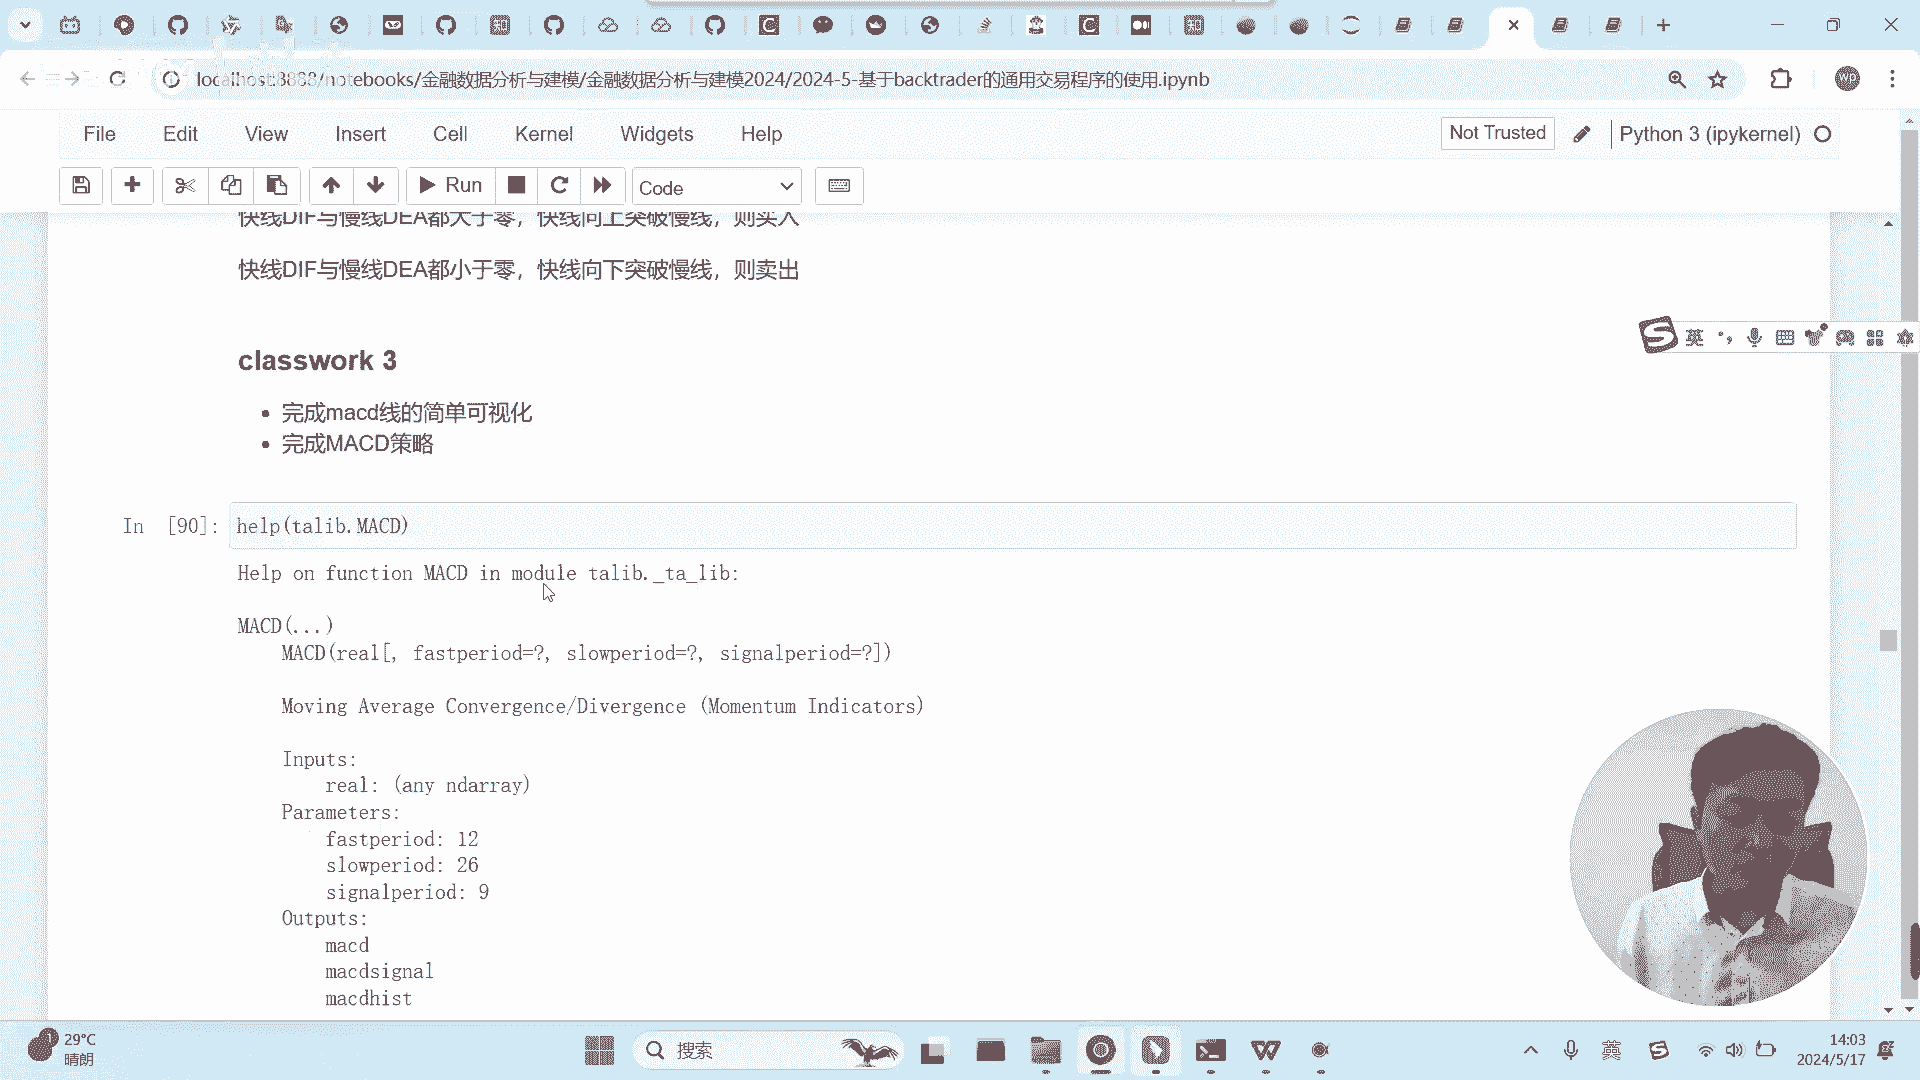 localhost:8888/notebooks/金融数据分析与建模/金融数据分析与建模2024/2024-5-基于backtrader的通用交易程序的使用.ipynb
wp
File Edit View Insert Cell Kernel Widgets Help
Not Trusted
Python 3 (ipykernel)
Run
Code
快线DIF与慢线DEA都大于零，快线向上突破慢线，则买入
快线DIF与慢线DEA都小于零，快线向下突破慢线，则卖出
英
classwork 3
完成macd线的简单可视化
完成MACD策略
In [90]: help(talib.MACD)
Help on function MACD in module talib._ta_lib:
MACD(...)
MACD(real[, fastperiod=?, slowperiod=?, signalperiod=?])
Moving Average Convergence/Divergence (Momentum Indicators)
Inputs:
real: (any ndarray)
Parameters:
fastperiod: 12
slowperiod: 26
signalperiod: 9
Outputs:
macd
macdsignal
macdhist
29°C
晴朗
搜索
英
14:03
2024/5/17